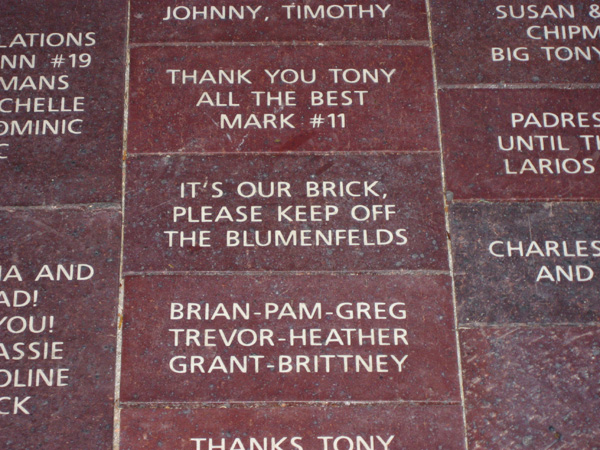 JOHNNY, TIMOTHY
THANK YOU TONY
ALL THE BEST
MARK #11
IT'S OUR BRICK,
PLEASE KEEP OFF
THE BLUMENFELDS
BRIAN-PAM-GREG
TREVOR-HEATHER
GRANT-BRITTNEY
THANKS TONY
LATIONS
NN #19
MANS
CHELLE
OMINIC
C
IA AND
AD!
YOU!
ASSIE
OLINE
CK
SUSAN &
CHIPM
BIG TONY
PADRES
UNTIL TH
LARIOS
CHARLES
AND